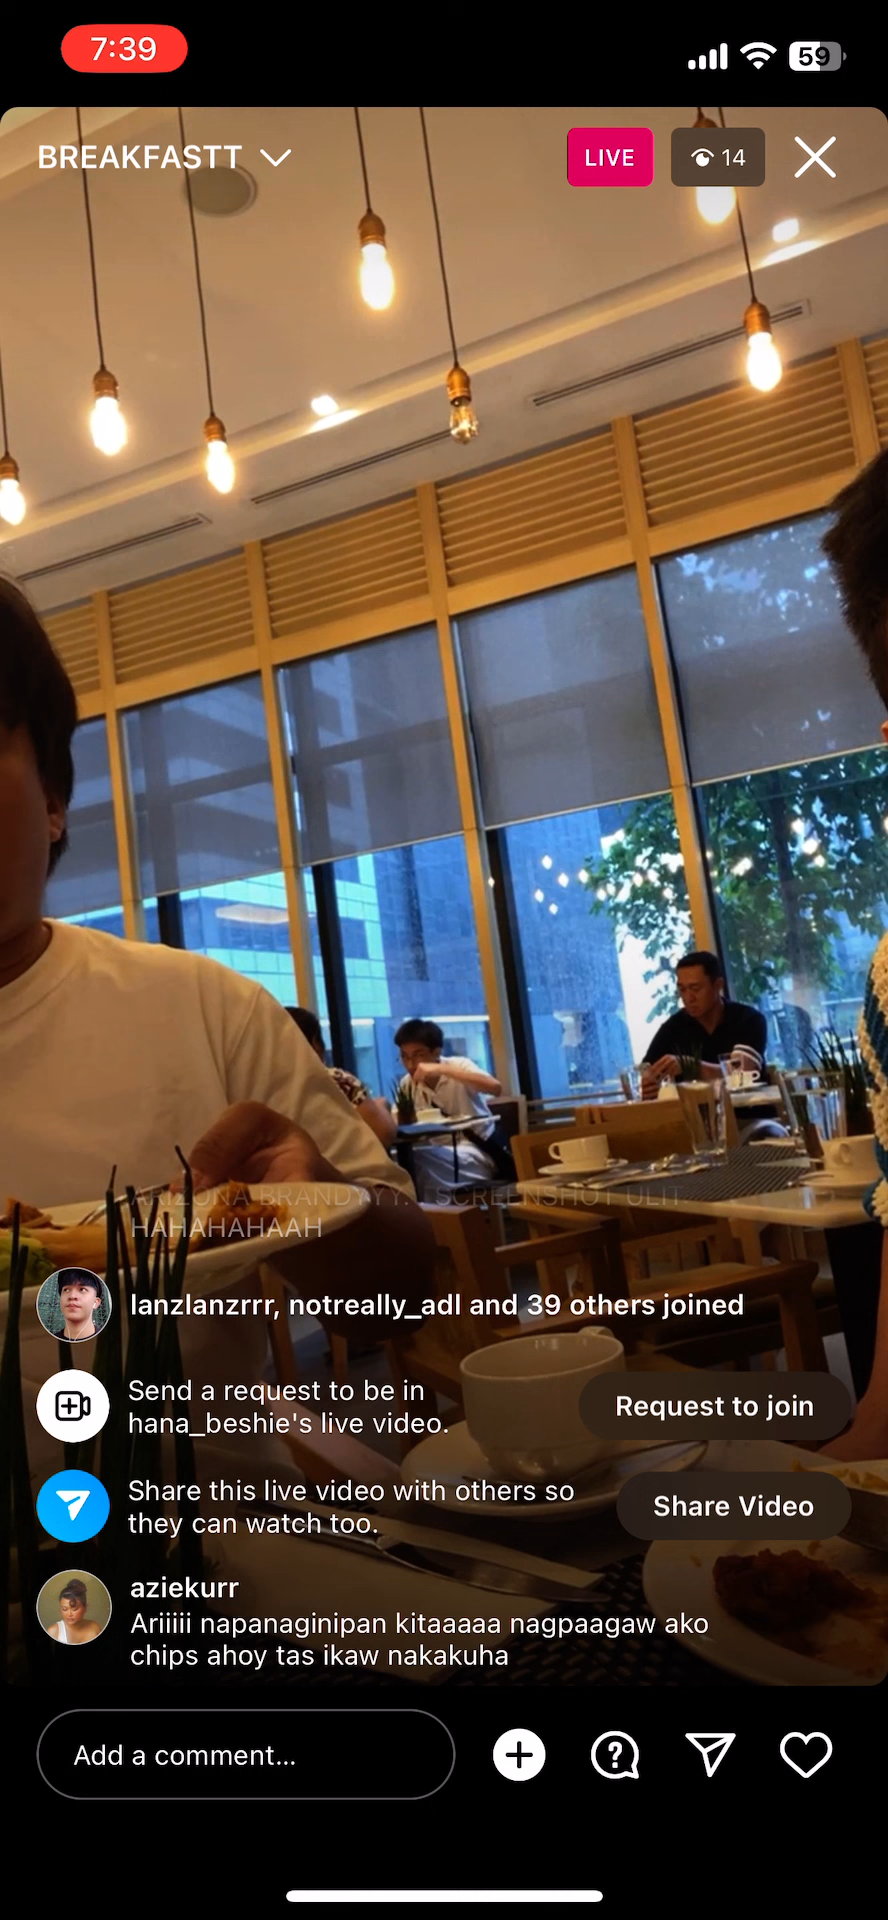 7:39
59
BREAKFASTT
LIVE
14
ARIZONA BRANDYYY. I SCREENSHOT ULIT
HAHAHAHAAH
lanzlanzrrr, notreally_adl and 39 others joined
Send a request to be in
hana_beshie's live video.
Request to join
Share this live video with others so
they can watch too.
Share Video
aziekurr
Ariiiii napanaginipan kitaaaaa nagpaagaw ako
chips ahoy tas ikaw nakakuha
Add a comment...